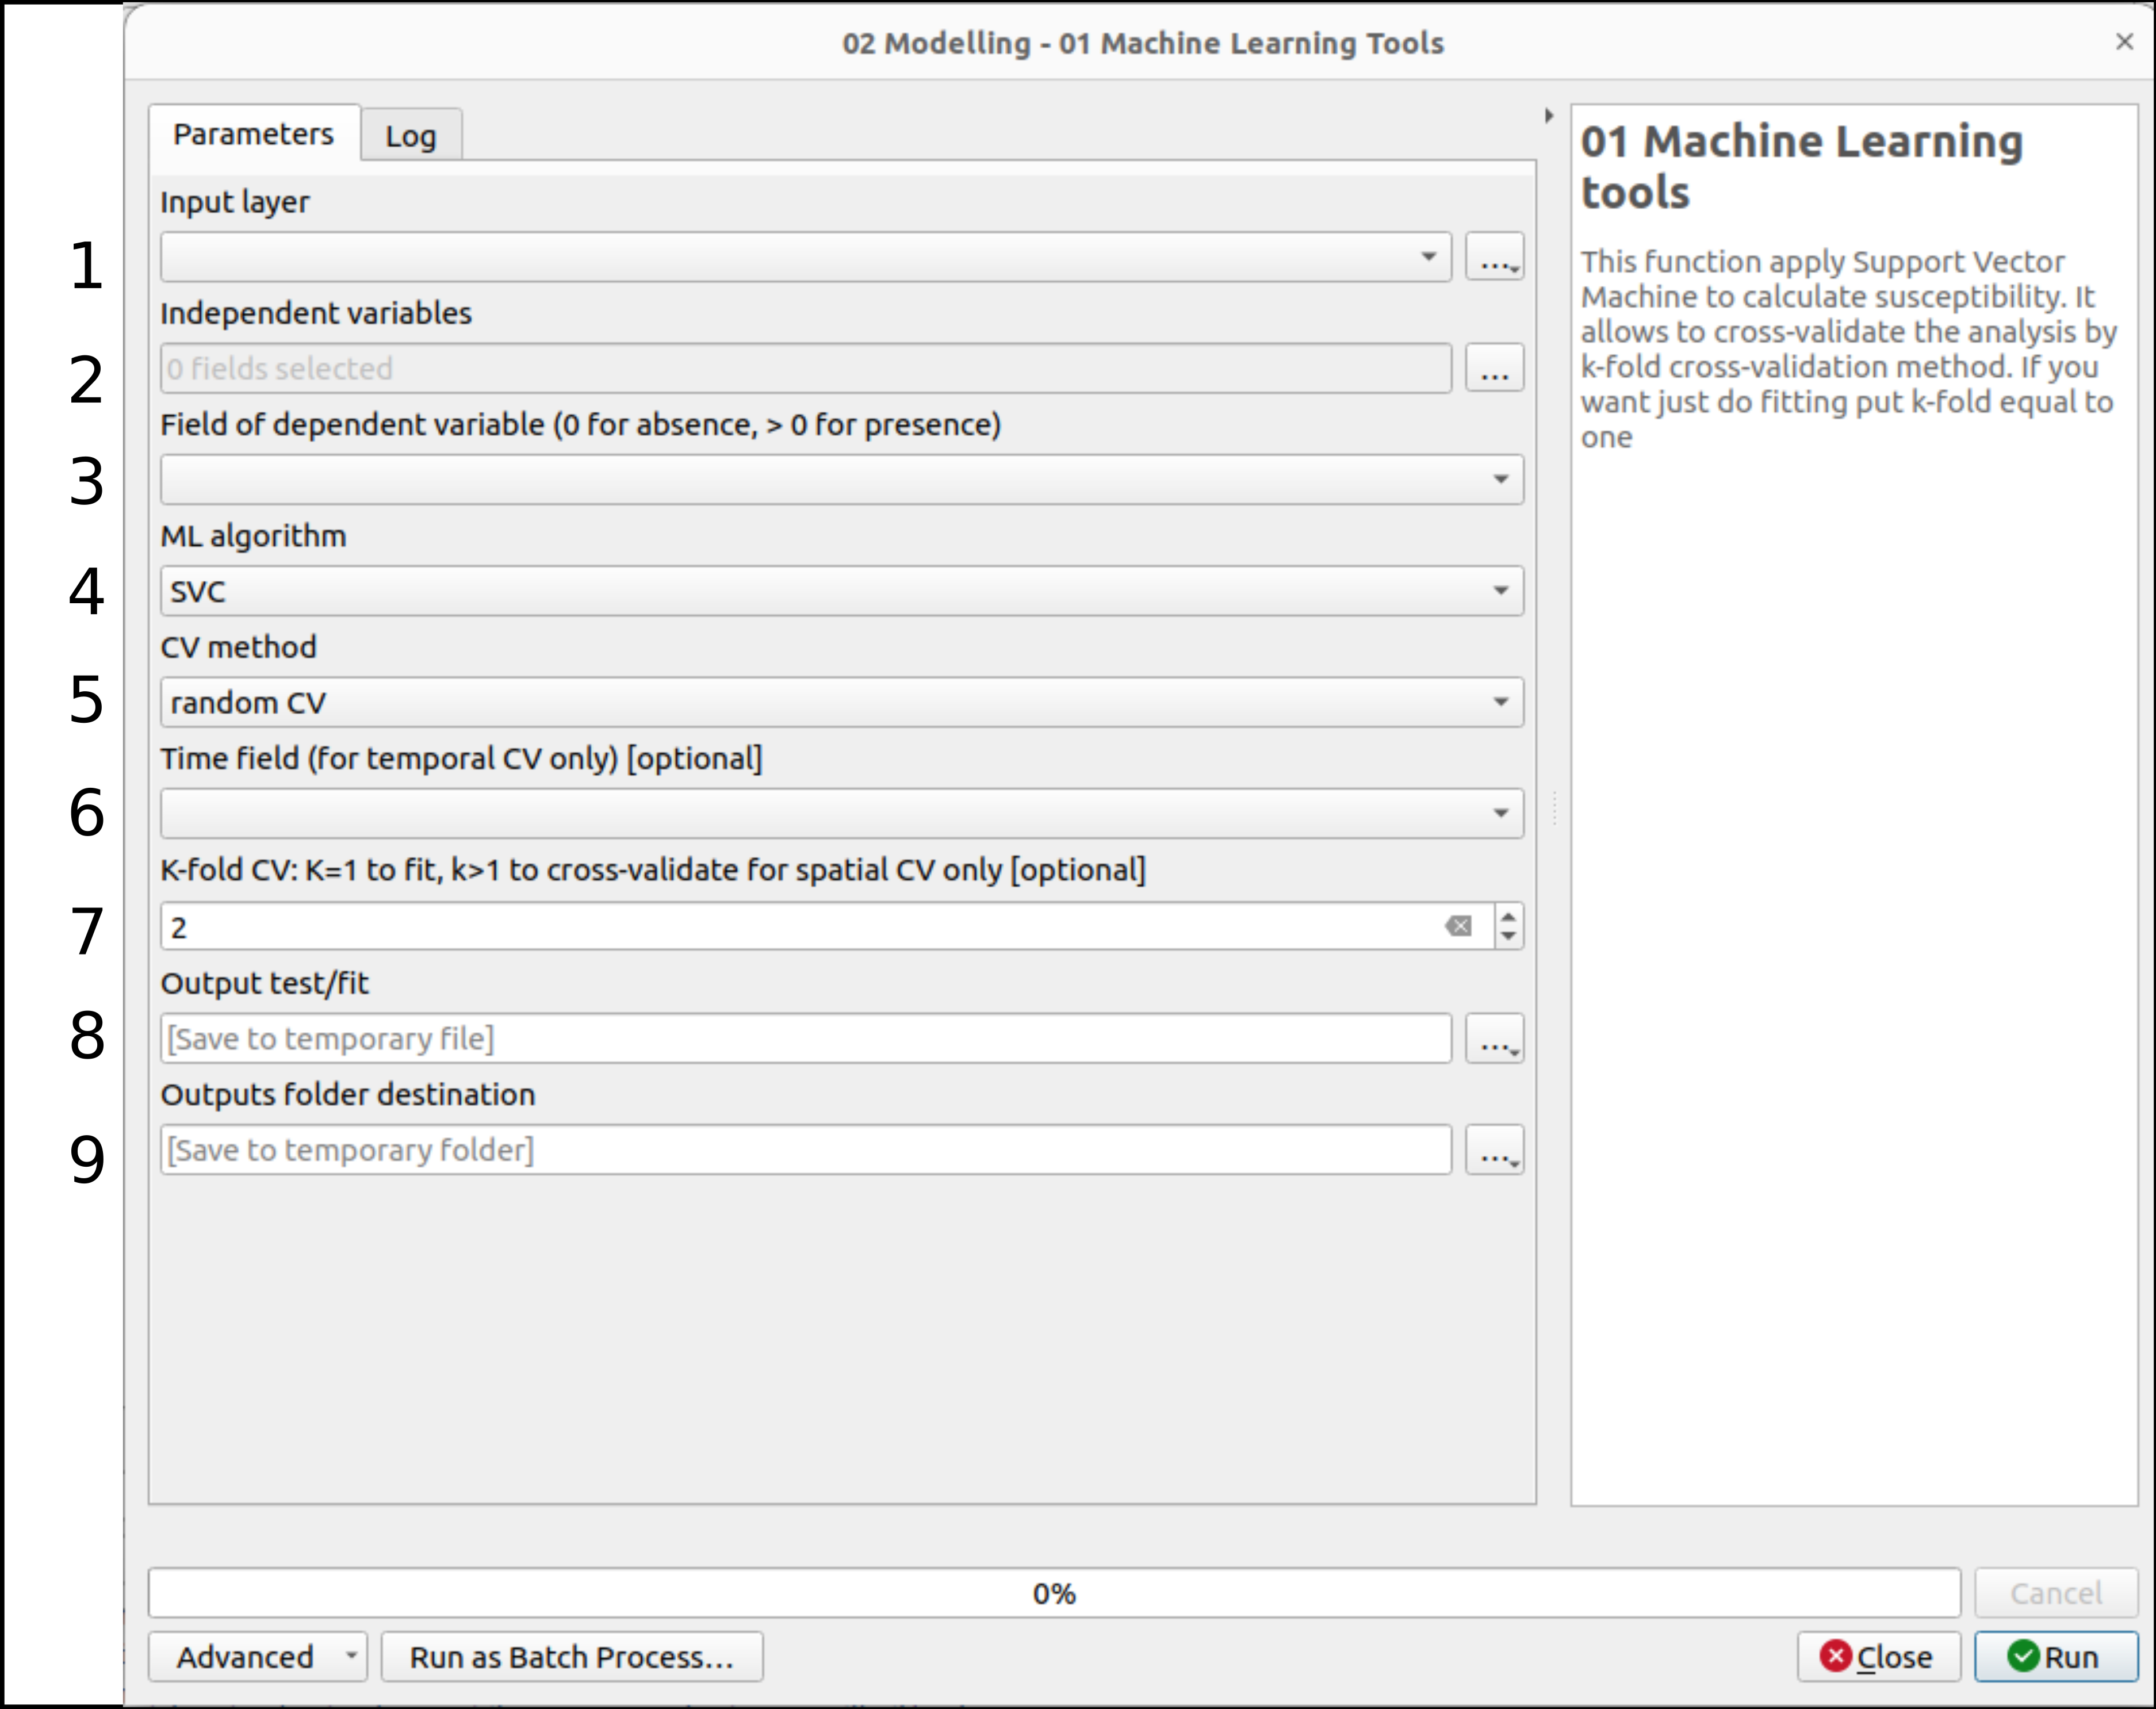 02 Modelling - 01 Machine Learning Tools
Parameters
Log
Input layer
1
Independent variables
2
0 fields selected
...
Field of dependent variable (0 for absence, > 0 for presence)
3
ML algorithm
4
SVC
CV method
5
random CV
Time field (for temporal CV only) [optional]
6
K-fold CV: K=1 to fit, k>1 to cross-validate for spatial CV only [optional]
7
2
Output test/fit
8
[Save to temporary file]
...
Outputs folder destination
9
[Save to temporary folder]
...
01 Machine Learning
tools
This function apply Support Vector
Machine to calculate susceptibility. It
allows to cross-validate the analysis by
k-fold cross-validation method. If you
want just do fitting put k-fold equal to
one
0%
Cancel
Advanced
Run as Batch Process...
Close
Run